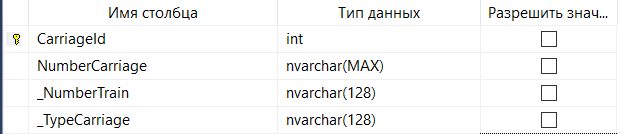 Имя столбца Тип данных Разрешить знач...
CarriageId int
NumberCarriage nvarchar(MAX)
_NumberTrain nvarchar(128)
_TypeCarriage nvarchar(128)